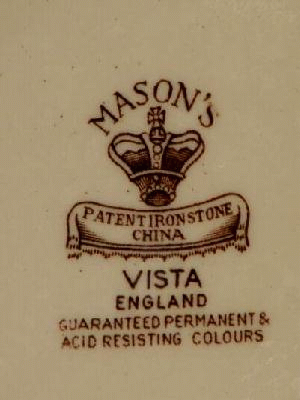 MASON'S
PATENT IRONSTONE
CHINA
VISTA
ENGLAND
GUARANTEED PERMANENT &
ACID RESISTING COLOURS